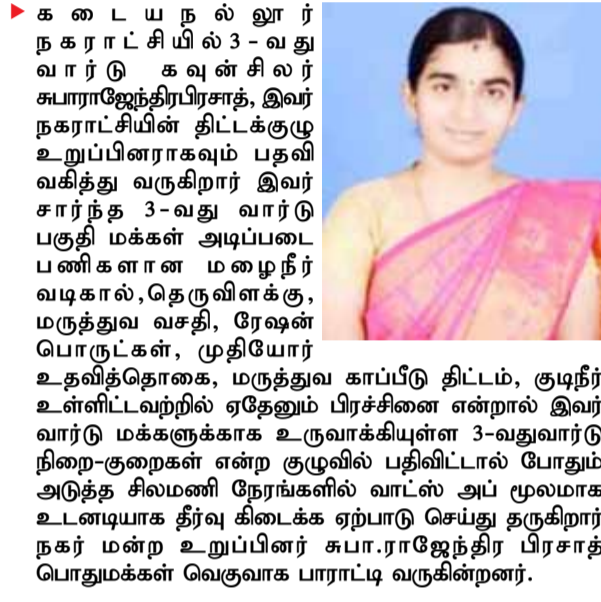 கடையநல்லூர்
நகராட்சியில் 3-வது
வார்டு கவுன்சிலர்
சுபாராஜேந்திரபிரசாத், இவர்
நகராட்சியின் திட்டக்குழு
உறுப்பினராகவும் பதவி
வகித்து வருகிறார் இவர்
சார்ந்த 3-வது வார்டு
பகுதி மக்கள் அடிப்படை
பணிகளான மழைநீர்
வடிகால்,தெருவிளக்கு,
மருத்துவ வசதி, ரேஷன்
பொருட்கள், முதியோர்
உதவித்தொகை, மருத்துவ காப்பீடு திட்டம், குடிநீர்
உள்ளிட்டவற்றில் ஏதேனும் பிரச்சினை என்றால் இவர்
வார்டு மக்களுக்காக உருவாக்கியுள்ள 3-வதுவார்டு
நிறை-குறைகள் என்ற குழுவில் பதிவிட்டால் போதும்
அடுத்த சிலமணி நேரங்களில் வாட்ஸ் அப் மூலமாக
உடனடியாக தீர்வு கிடைக்க ஏற்பாடு செய்து தருகிறார்
நகர் மன்ற உறுப்பினர் சுபா.ராஜேந்திர பிரசாத்
பொதுமக்கள் வெகுவாக பாராட்டி வருகின்றனர்.